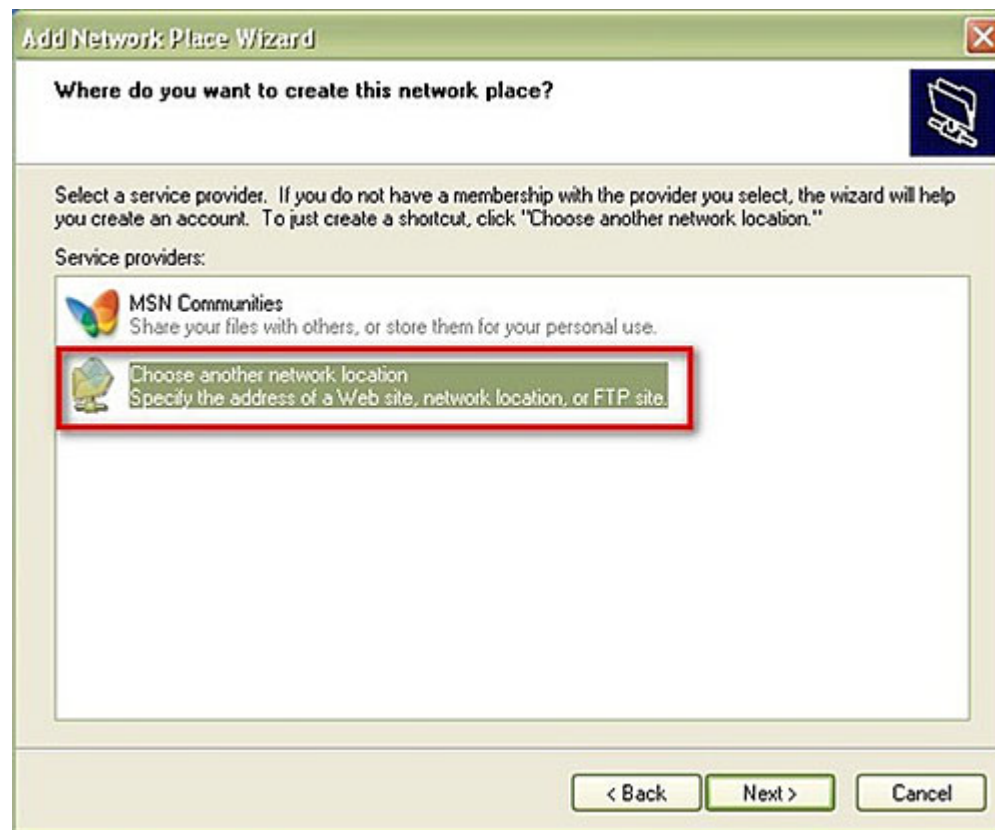 Add Network Place Wizard
Where do you want to create this network place?
Select a service provider. If you do not have a membership with the provider you select, the wizard will help
you create an account. To just create a shortcut, click "Choose another network location."
Service providers:
MSN Communities
Share your files with others, or store them for your personal use.
Choose another network location
Specify the address of a Web site, network location, or FTP site.
< Back
Next >
Cancel